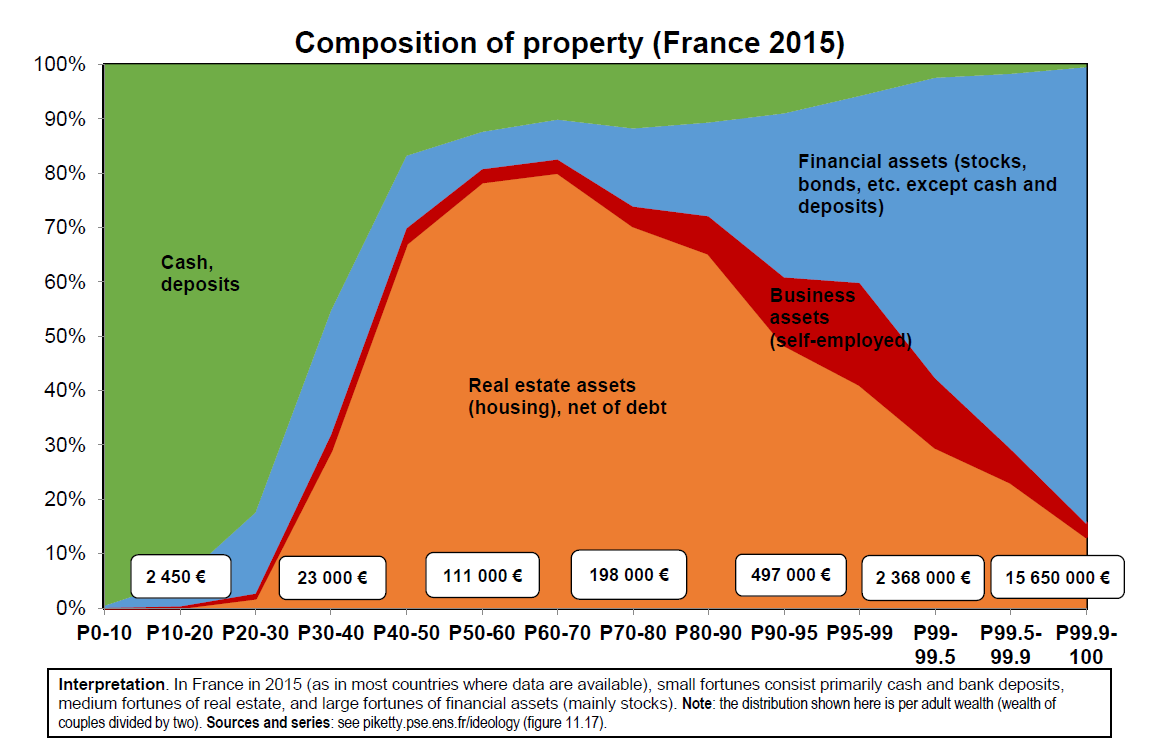 Composition of property (France 2015)
100%
90%
80%
70%
60%
50%
40%
30%
20%
10%
0%
Cash,
deposits
Financial assets (stocks,
bonds, etc. except cash and
deposits)
Business
assets
(self-employed)
Real estate assets
(housing), net of debt
2 450 €
23 000 €
111 000 €
198 000 €
497 000 €
2 368 000 €
15 650 000 €
P0-10
P10-20
P20-30
P30-40
P40-50
P50-60
P60-70
P70-80
P80-90
P90-95
P95-99
P99-
99.5
P99.5-
99.9
P99.9-
100
Interpretation. In France in 2015 (as in most countries where data are available), small fortunes consist primarily cash and bank deposits,
medium fortunes of real estate, and large fortunes of financial assets (mainly stocks). Note: the distribution shown here is per adult wealth (wealth of
couples divided by two). Sources and series: see piketty.pse.ens.fr/ideology (figure 11.17).